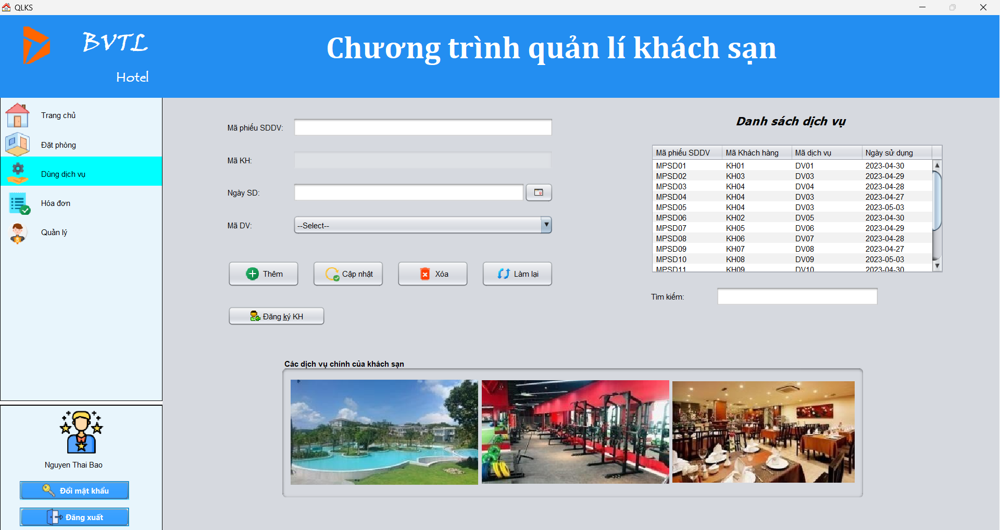 QLKS
BVTL
Hotel
Chương trình quản lí khách sạn
Trang chủ
Đặt phòng
Dùng dịch vụ
Hóa đơn
Quản lý
Nguyen Thai Bao
Đổi mật khẩu
Đăng xuất
Mã phiếu SDDV:
Mã KH:
Ngày SD:
Mã DV:
--Select--
Thêm
Cập nhật
Xóa
Làm lại
Đăng ký KH
Danh sách dịch vụ
Mã phiếu SDDV Mã Khách hàng Mã dịch vụ Ngày sử dụng
MPSD01 KH01 DV01 2023-04-30
MPSD02 KH03 DV03 2023-04-29
MPSD03 KH04 DV04 2023-04-28
MPSD04 KH04 DV03 2023-04-27
MPSD05 KH04 DV03 2023-05-03
MPSD06 KH02 DV05 2023-04-30
MPSD07 KH05 DV06 2023-04-29
MPSD08 KH06 DV07 2023-04-28
MPSD09 KH07 DV08 2023-04-27
MPSD10 KH08 DV09 2023-05-03
MPSD11 KH09 DV10 2023-04-30
Tìm kiếm:
Các dịch vụ chính của khách sạn